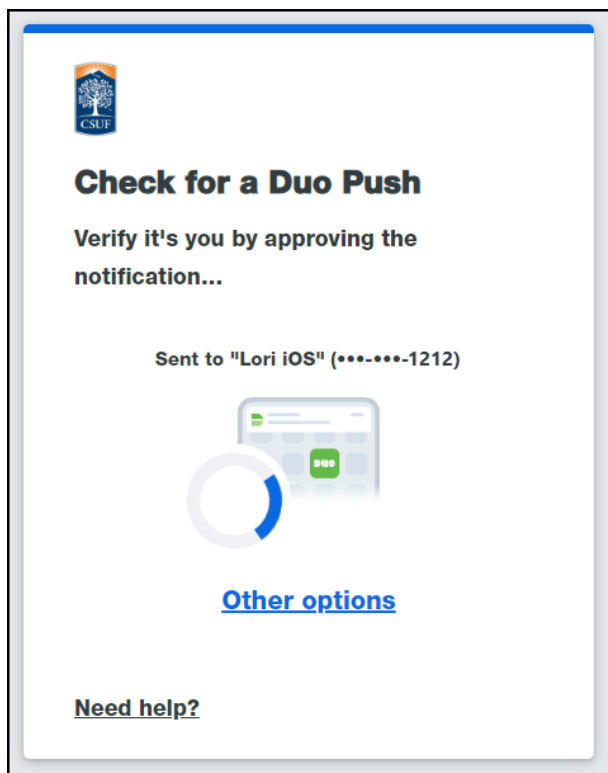 CSUF
Check for a Duo Push
Verify it's you by approving the
notification...
Sent to "Lori iOS" (•••-•••-1212)
DUO
Other options
Need help?